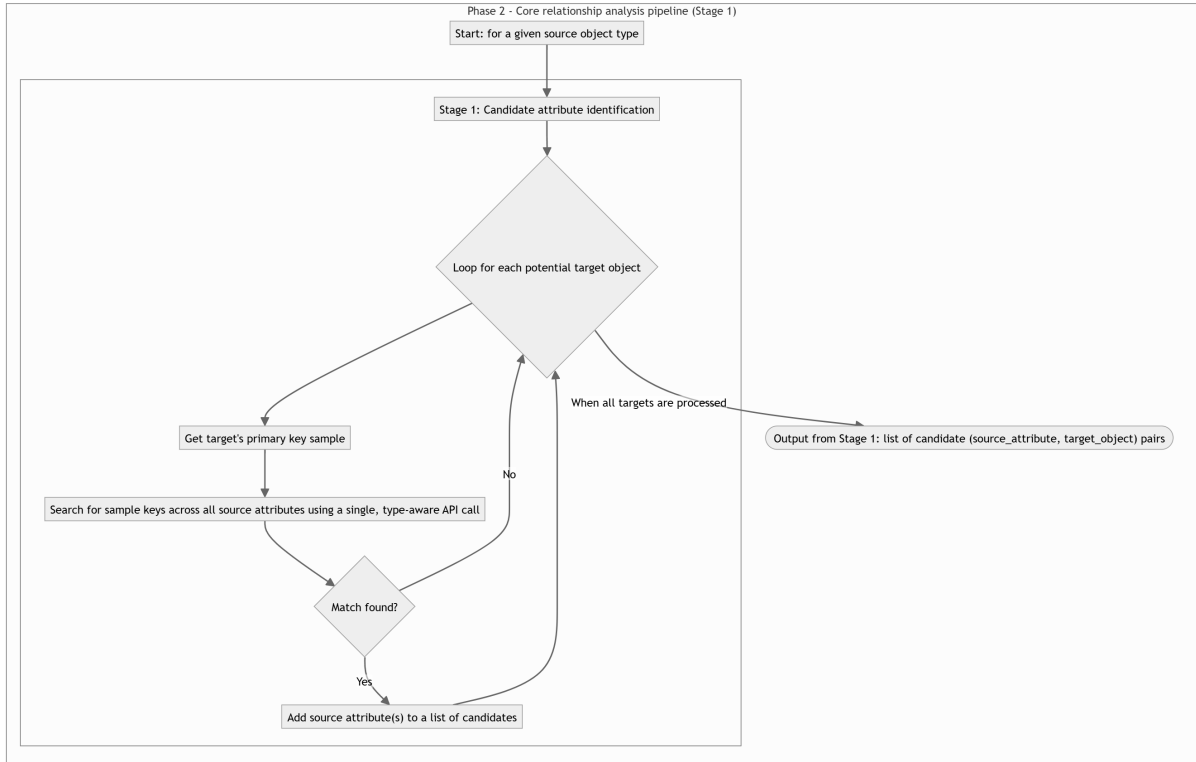 Phase 2 - Core relationship analysis pipeline (Stage 1)
Start: for a given source object type
Stage 1: Candidate attribute identification
Loop for each potential target object
When all targets are processed
Get target's primary key sample
Output from Stage 1: list of candidate (source_attribute, target_object) pairs
No
Search for sample keys across all source attributes using a single, type-aware API call
Match found?
Yes
Add source attribute(s) to a list of candidates